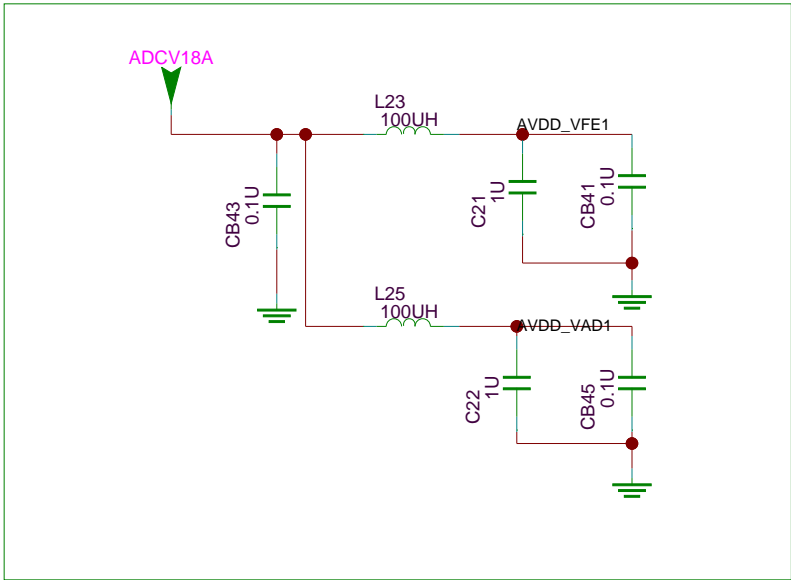 ADCV18A
L23
100UH
AVDD_VFE1
CB43
0.1U
C21
1U
CB41
0.1U
L25
100UH
AVDD_VAD1
C22
1U
CB45
0.1U